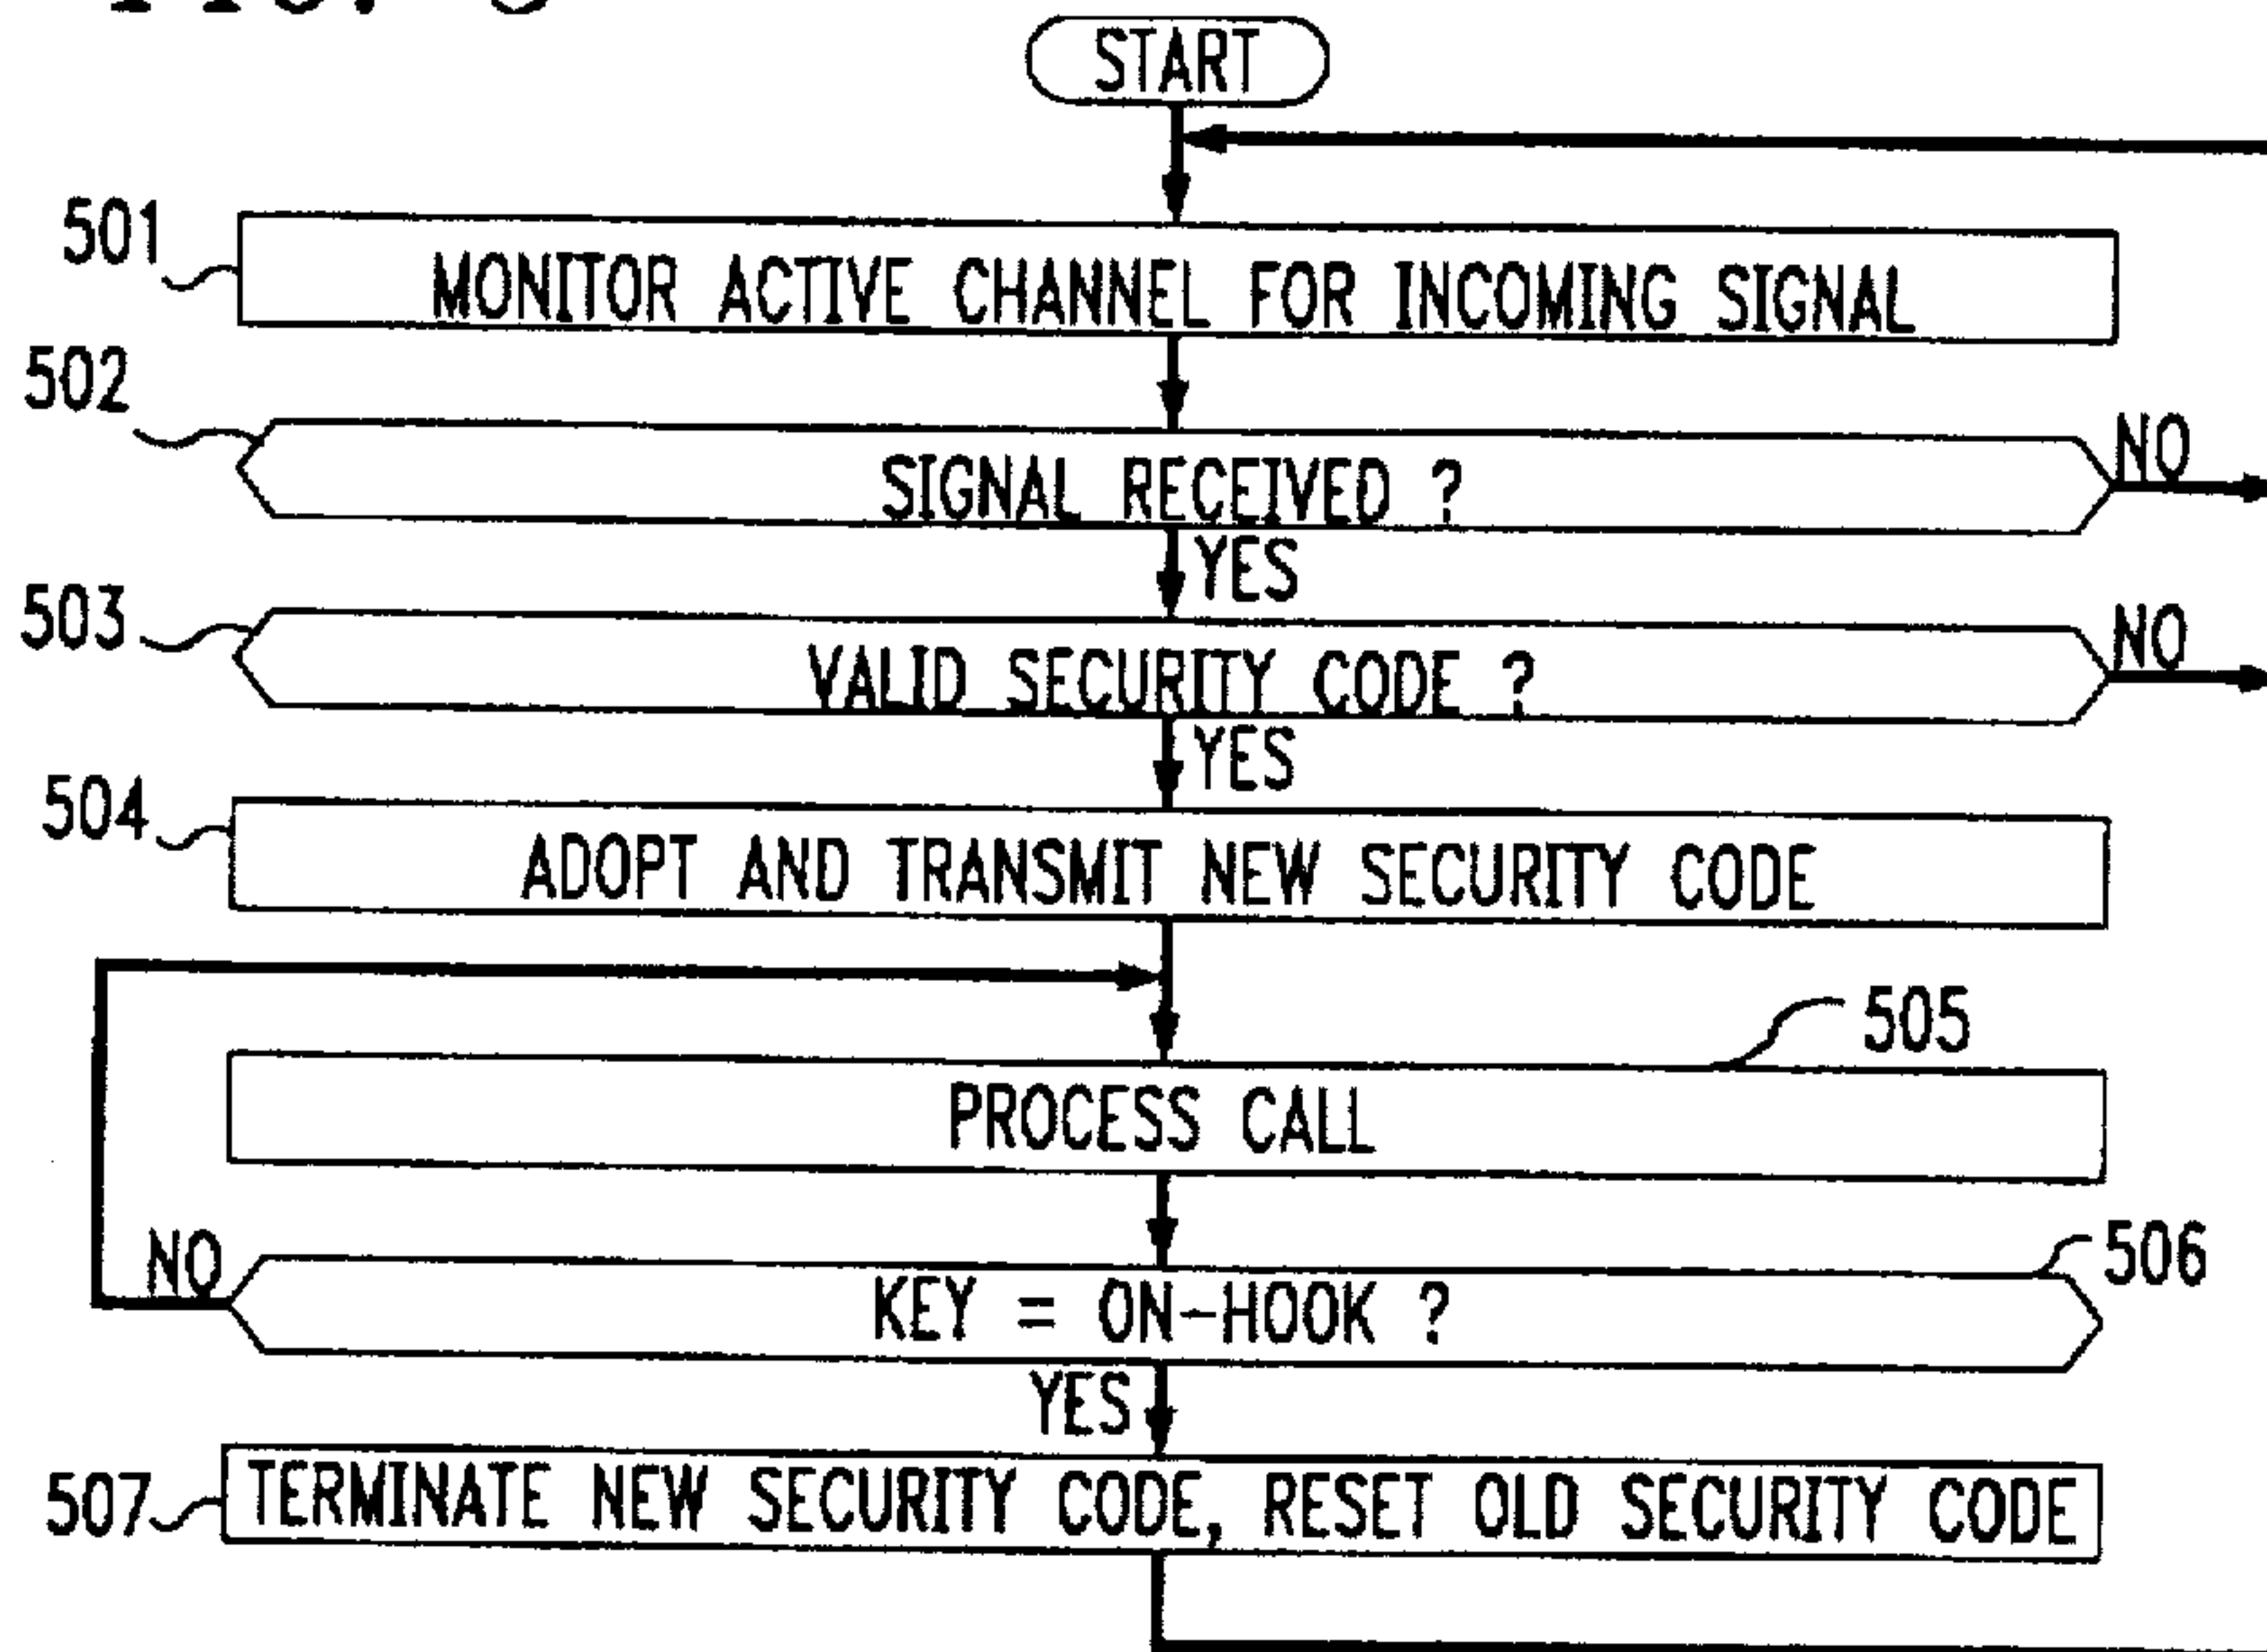 START
501
MONITOR ACTIVE CHANNEL FOR INCOMING SIGNAL
502
SIGNAL RECEIVED ?
NO
YES
503
VALID SECURITY CODE ?
NO
YES
504
ADOPT AND TRANSMIT NEW SECURITY CODE
505
PROCESS CALL
NO
506
KEY = ON-HOOK ?
YES
507
TERMINATE NEW SECURITY CODE, RESET OLD SECURITY CODE